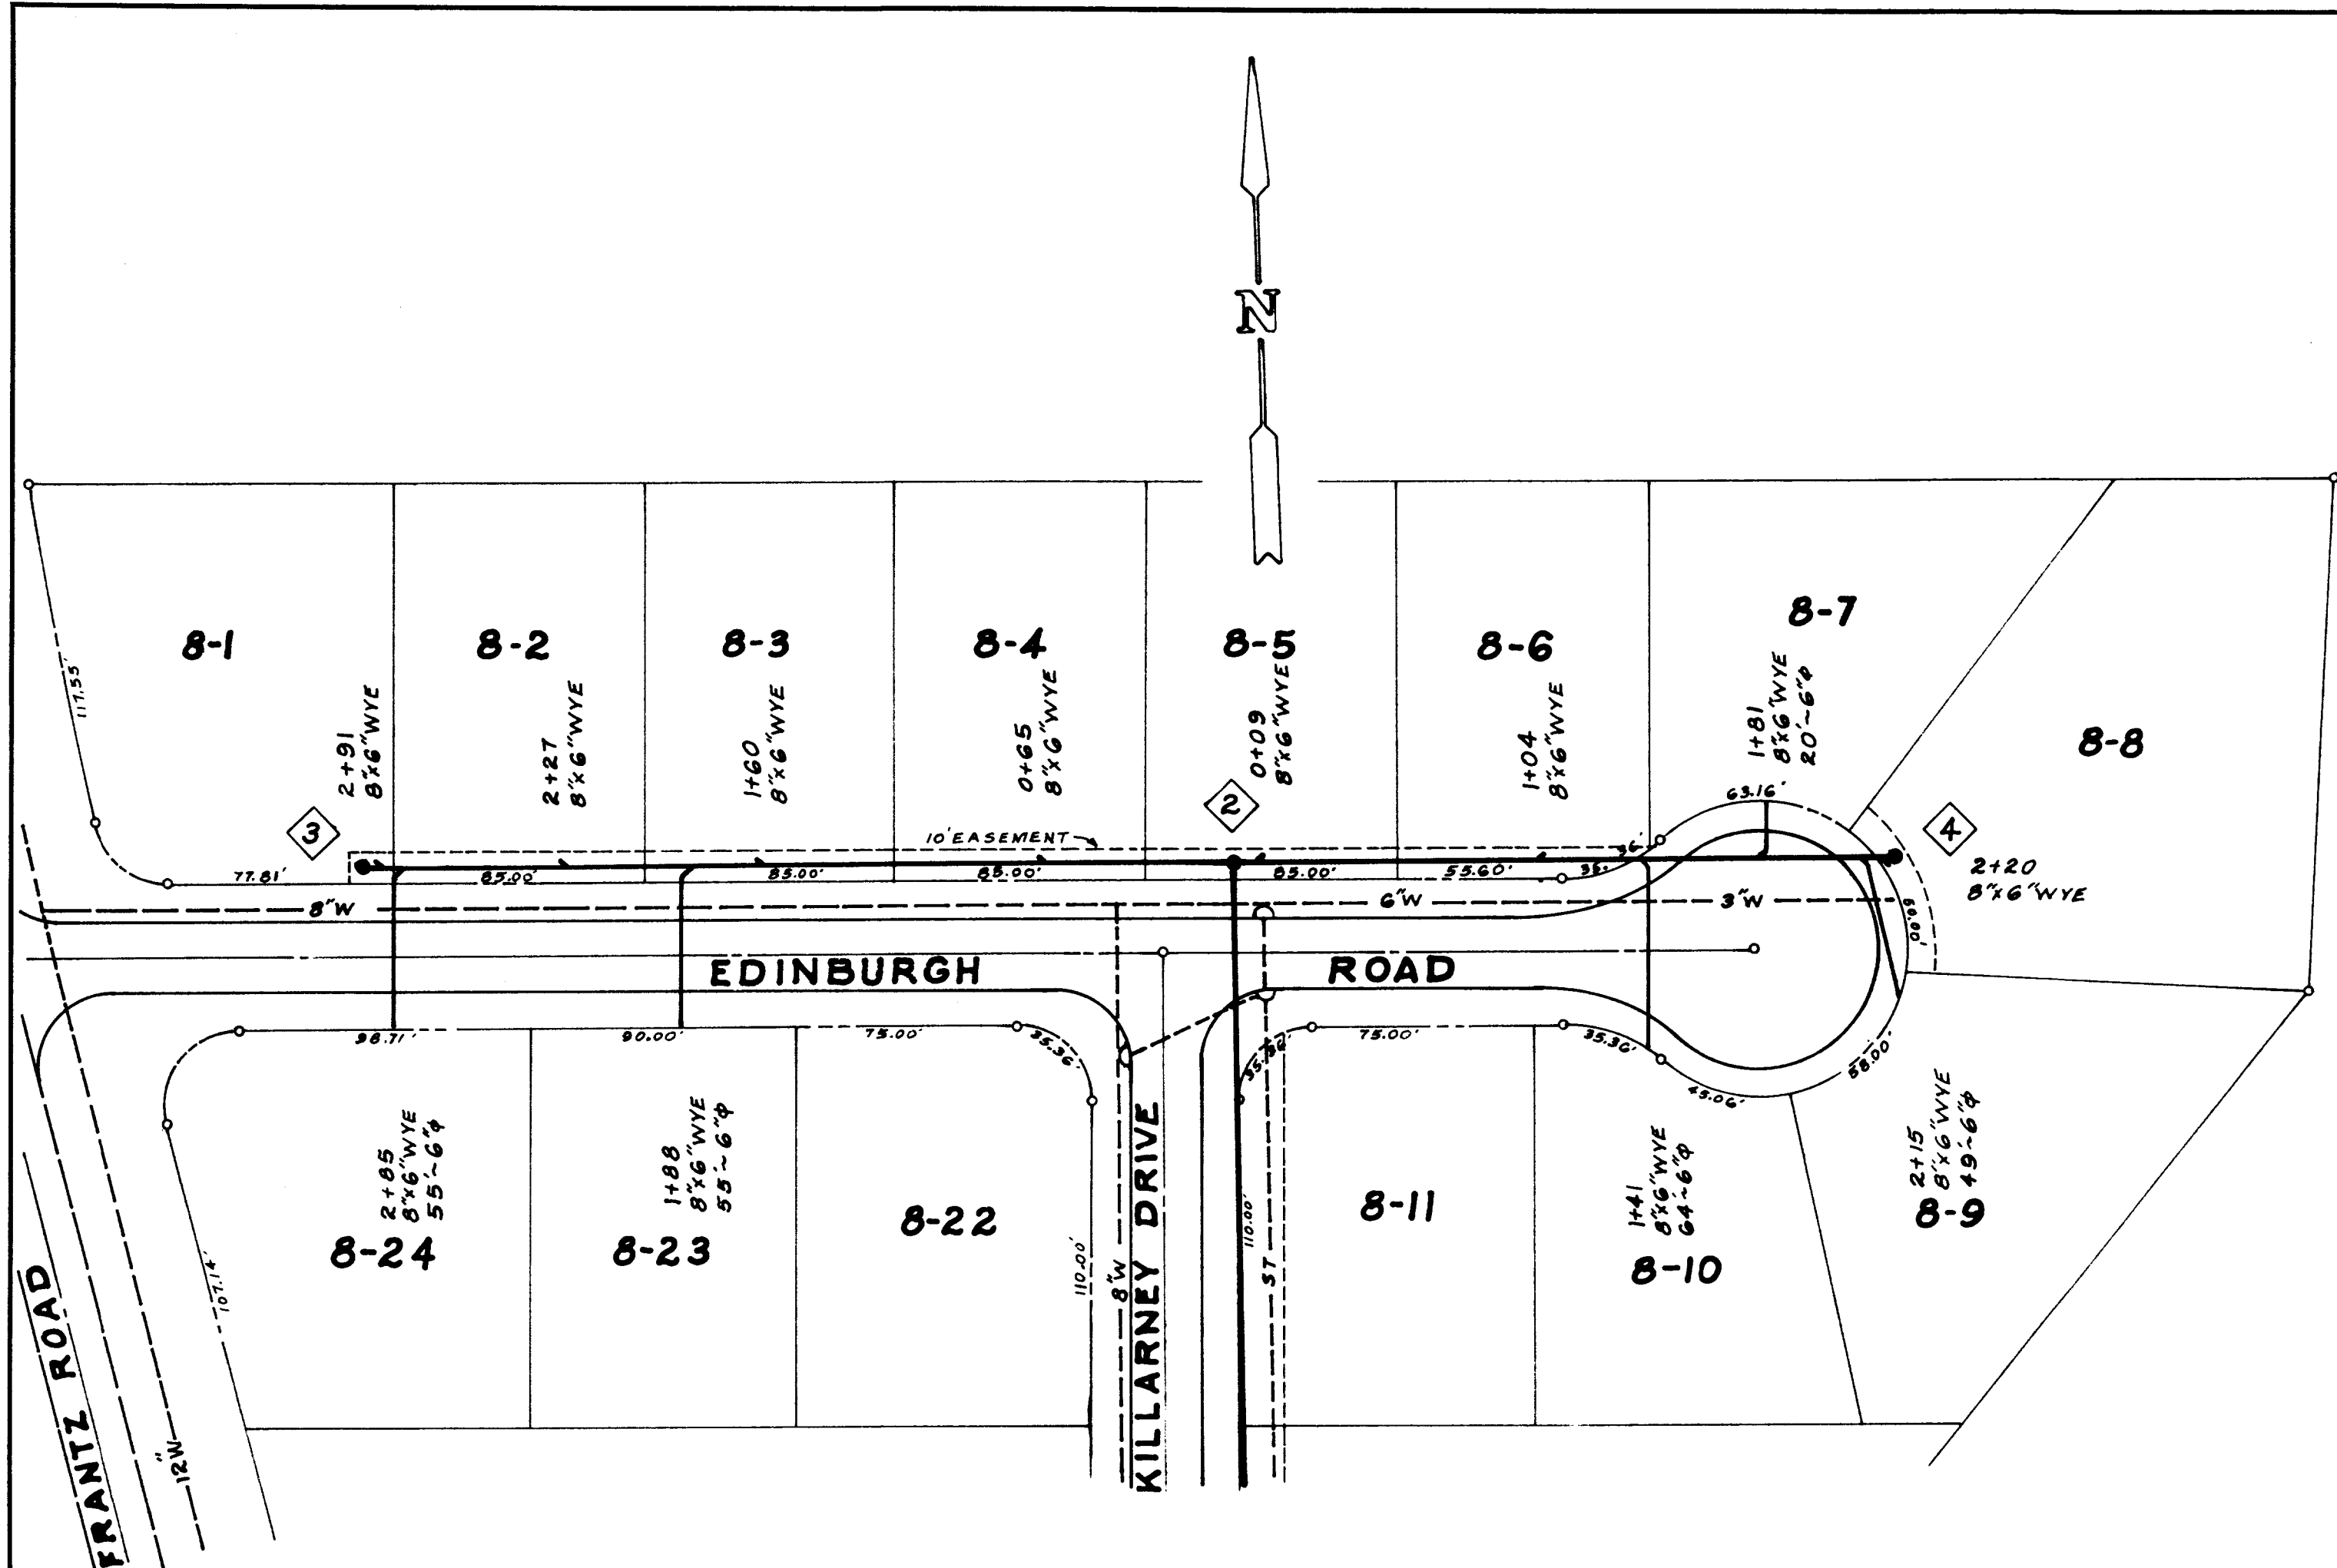 N
8-1
8-2
8-3
8-4
8-5
8-6
8-7
8-8
117.55'
2+91
8"x6"WYE
2+27
8"x6"WYE
1+60
8"x6"WYE
0+65
8"x6"WYE
0+09
8"x6"WYE
1+04
8"x6"WYE
1+81
8"x6"WYE
20'~6"φ
3
2
4
10' EASEMENT
63.16'
2+20
8"x6"WYE
77.81'
85.00'
85.00'
85.00'
85.00'
55.60'
60.00'
8"W
6"W
3"W
EDINBURGH ROAD
98.71'
90.00'
75.00'
35.36'
35.36'
75.00'
35.36'
45.06'
58.00'
2+85
8"x6"WYE
55'~6"φ
1+88
8"x6"WYE
55'~6"φ
1+41
8"x6"WYE
64'~6"φ
2+15
8"x6"WYE
49'~6"φ
8-24
8-23
8-22
8-11
8-10
8-9
107.14'
110.00'
8"W
KILLARNEY DRIVE
110.00'
ST
FRANTZ ROAD
12"W